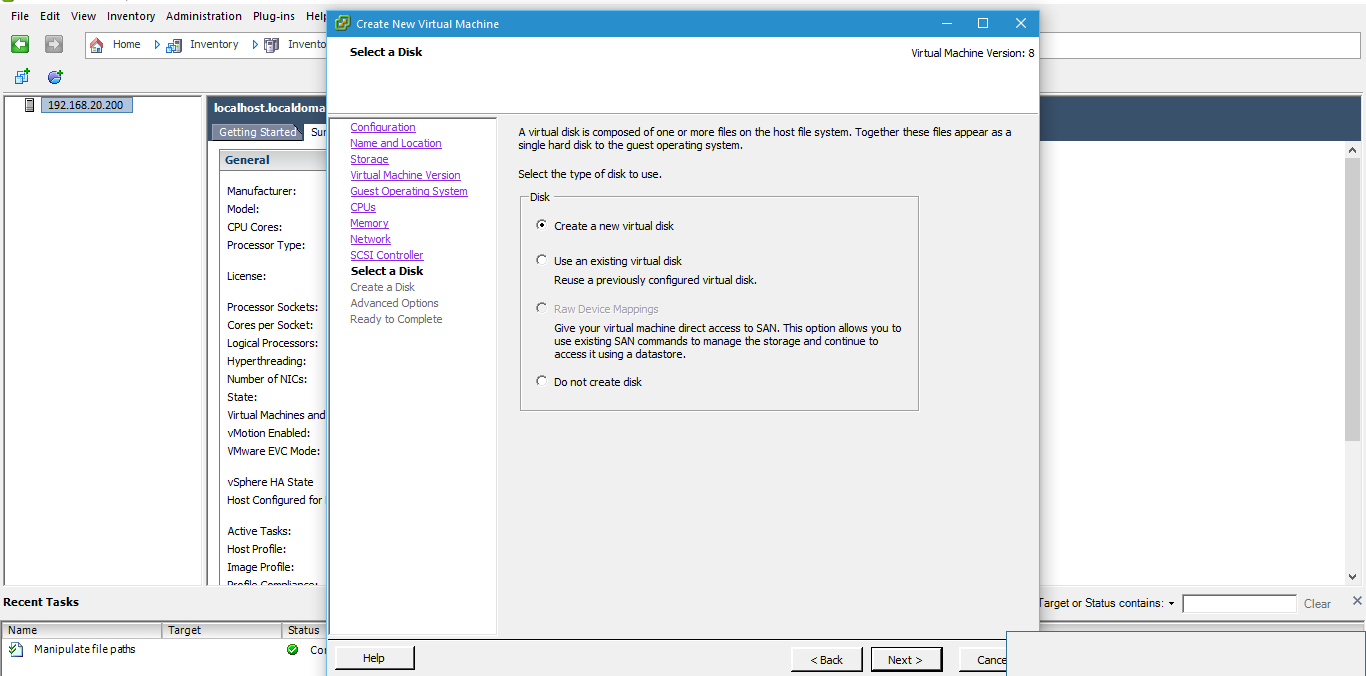 File Edit View Inventory Administration Plug-ins Help
Create New Virtual Machine
Home Inventory
Select a Disk
Virtual Machine Version: 8
192.168.20.200
Getting Started
General
Manufacturer:
Model:
CPU Cores:
Processor Type:
License:
Processor Sockets:
Cores per Socket:
Logical Processors:
Hyperthreading:
Number of NICs:
State:
Virtual Machines and
vMotion Enabled:
VMware EVC Mode:
vSphere HA State
Host Configured for
Active Tasks:
Host Profile:
Image Profile:
Profile Compliance:
Configuration
Name and Location
Storage
Virtual Machine Version
Guest Operating System
CPUs
Memory
Network
SCSI Controller
Select a Disk
Create a Disk
Advanced Options
Ready to Complete
A virtual disk is composed of one or more files on the host file system. Together these files appear as a
single hard disk to the guest operating system.
Select the type of disk to use.
Disk
Create a new virtual disk
Use an existing virtual disk
Reuse a previously configured virtual disk.
Raw Device Mappings
Give your virtual machine direct access to SAN. This option allows you to
use existing SAN commands to manage the storage and continue to
access it using a datastore.
Do not create disk
Help
< Back
Next >
Recent Tasks
Target or Status contains:
Clear
Name Target Status
Manipulate file paths